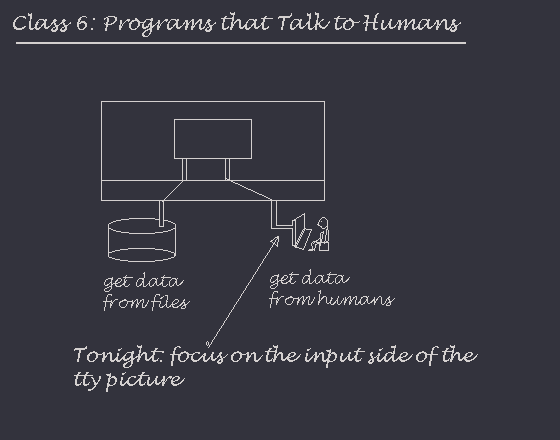 Class 6: Programs that Talk to Humans
get data
from files
get data
from humans
Tonight: focus on the input side of the
tty picture